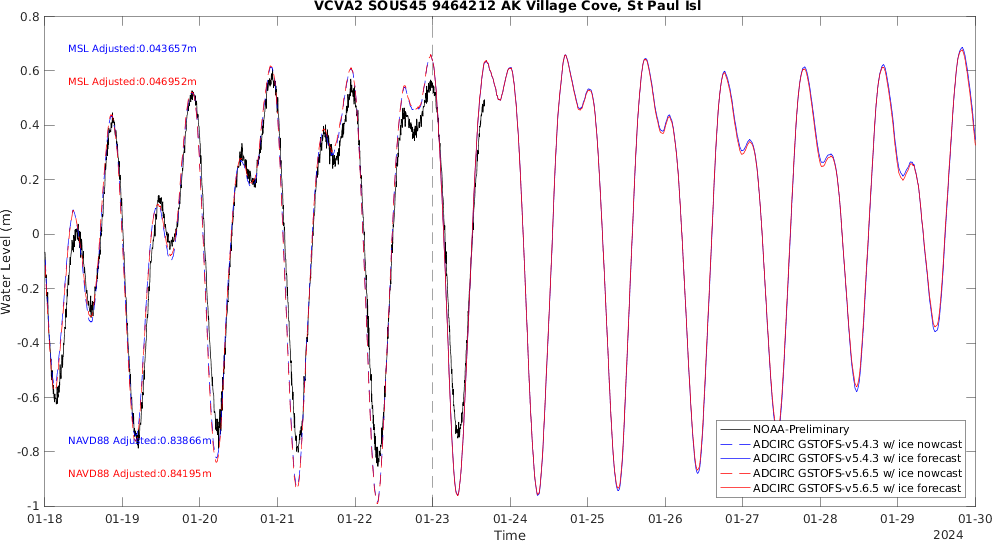 VCVA2 SOUS45 9464212 AK Village Cove, St Paul Isl
MSL Adjusted:0.043657m
MSL Adjusted:0.046952m
NAVD88 Adjusted:0.83866m
NAVD88 Adjusted:0.84195m
Water Level (m)
0.8
0.6
0.4
0.2
0
-0.2
-0.4
-0.6
-0.8
-1
NOAA-Preliminary
ADCIRC GSTOFS-v5.4.3 w/ ice nowcast
ADCIRC GSTOFS-v5.4.3 w/ ice forecast
ADCIRC GSTOFS-v5.6.5 w/ ice nowcast
ADCIRC GSTOFS-v5.6.5 w/ ice forecast
01-18 01-19 01-20 01-21 01-22 01-23 01-24 01-25 01-26 01-27 01-28 01-29 01-30
Time
2024